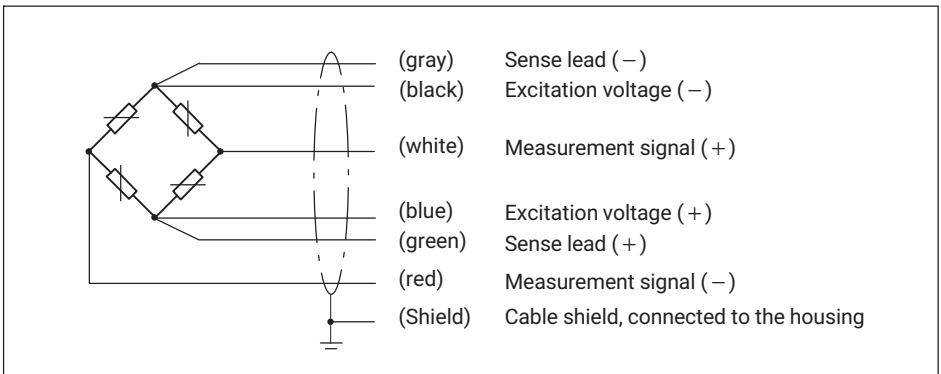 (gray) Sense lead (−)
(black) Excitation voltage (−)
(white) Measurement signal (+)
(blue) Excitation voltage (+)
(green) Sense lead (+)
(red) Measurement signal (−)
(Shield) Cable shield, connected to the housing